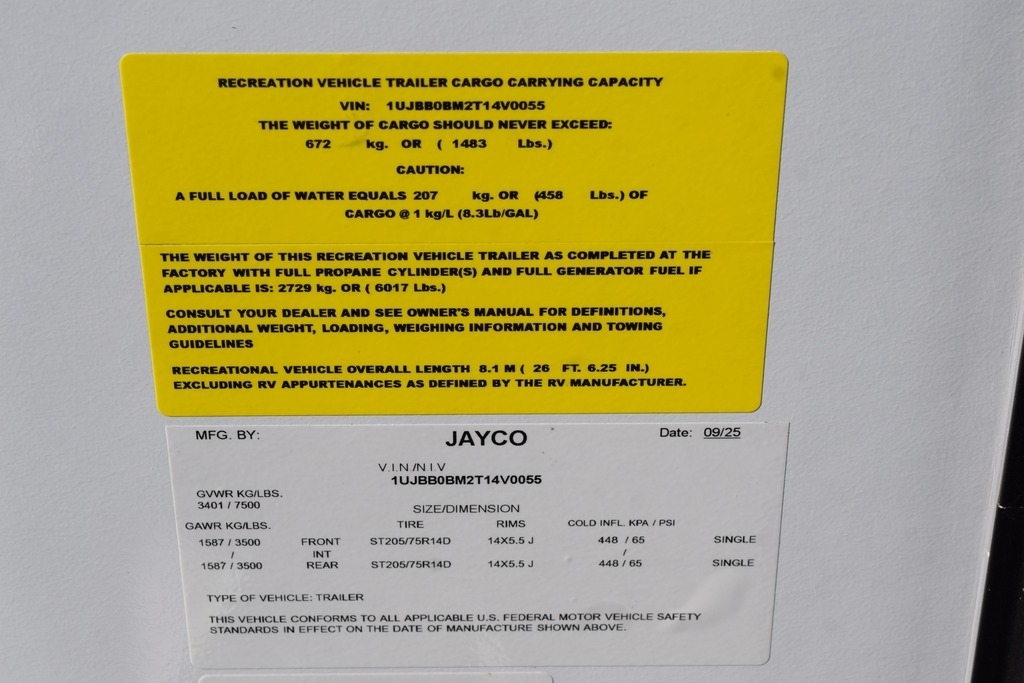 RECREATION VEHICLE TRAILER CARGO CARRYING CAPACITY
VIN: 1UJBB0BM2T14V0055
THE WEIGHT OF CARGO SHOULD NEVER EXCEED:
672 kg. OR ( 1483 Lbs.)
CAUTION:
A FULL LOAD OF WATER EQUALS 207 kg. OR (458 Lbs.) OF
CARGO @ 1 kg/L (8.3Lb/GAL)
THE WEIGHT OF THIS RECREATION VEHICLE TRAILER AS COMPLETED AT THE
FACTORY WITH FULL PROPANE CYLINDER(S) AND FULL GENERATOR FUEL IF
APPLICABLE IS: 2729 kg. OR ( 6017 Lbs.)
CONSULT YOUR DEALER AND SEE OWNER'S MANUAL FOR DEFINITIONS,
ADDITIONAL WEIGHT, LOADING, WEIGHING INFORMATION AND TOWING
GUIDELINES
RECREATIONAL VEHICLE OVERALL LENGTH 8.1 M ( 26 FT. 6.25 IN.)
EXCLUDING RV APPURTENANCES AS DEFINED BY THE RV MANUFACTURER.
MFG. BY: JAYCO Date: 09/25
V.I.N./N.I.V
1UJBB0BM2T14V0055
GVWR KG/LBS.
3401 / 7500
SIZE/DIMENSION
GAWR KG/LBS. TIRE RIMS COLD INFL. KPA / PSI
1587 / 3500 FRONT ST205/75R14D 14X5.5 J 448 / 65 SINGLE
/ INT /
1587 / 3500 REAR ST205/75R14D 14X5.5 J 448 / 65 SINGLE
TYPE OF VEHICLE: TRAILER
THIS VEHICLE CONFORMS TO ALL APPLICABLE U.S. FEDERAL MOTOR VEHICLE SAFETY
STANDARDS IN EFFECT ON THE DATE OF MANUFACTURE SHOWN ABOVE.